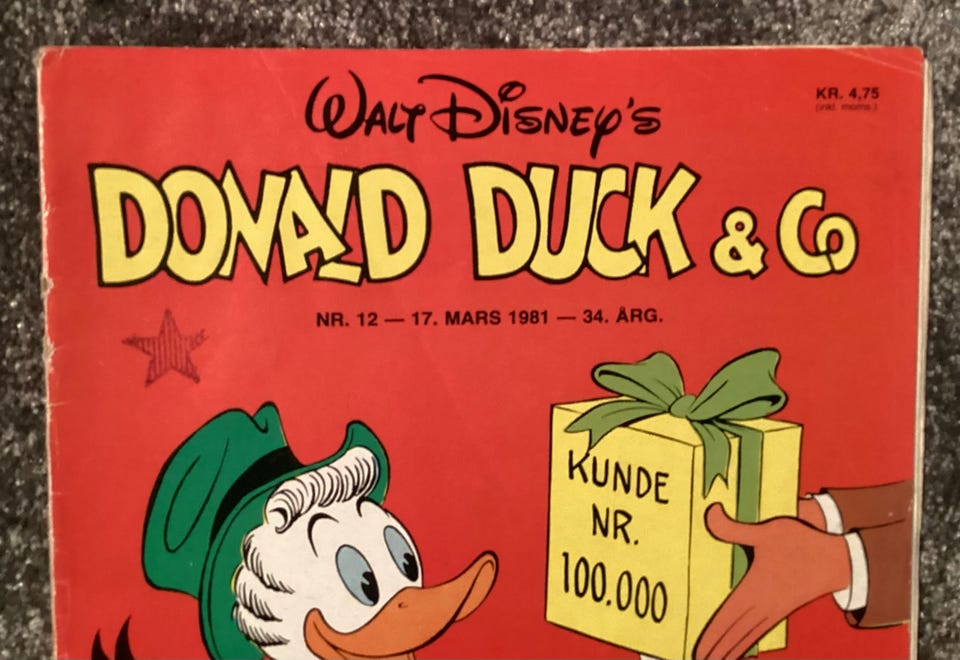 WALT DISNEY'S
KR. 4,75
(inkl. moms.)
DONALD DUCK & Co
NR. 12 — 17. MARS 1981 — 34. ÅRG.
KUNDE
NR.
100.000